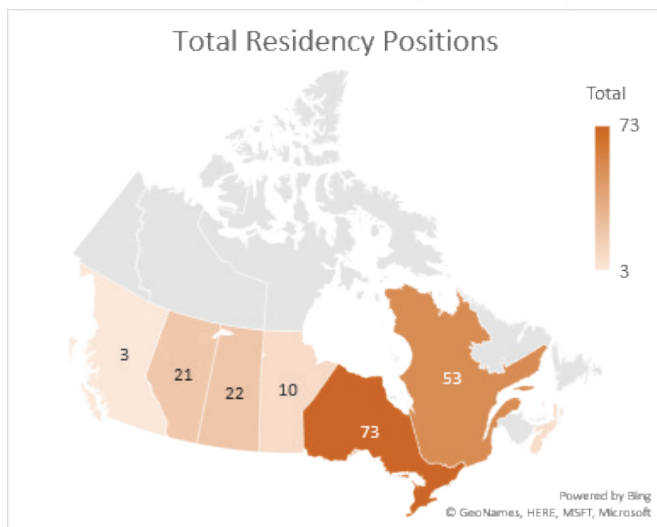 Total Residency Positions
Total
73
3
3
21
22
10
73
53
Powered by Bing
© GeoNames, HERE, MSFT, Microsoft